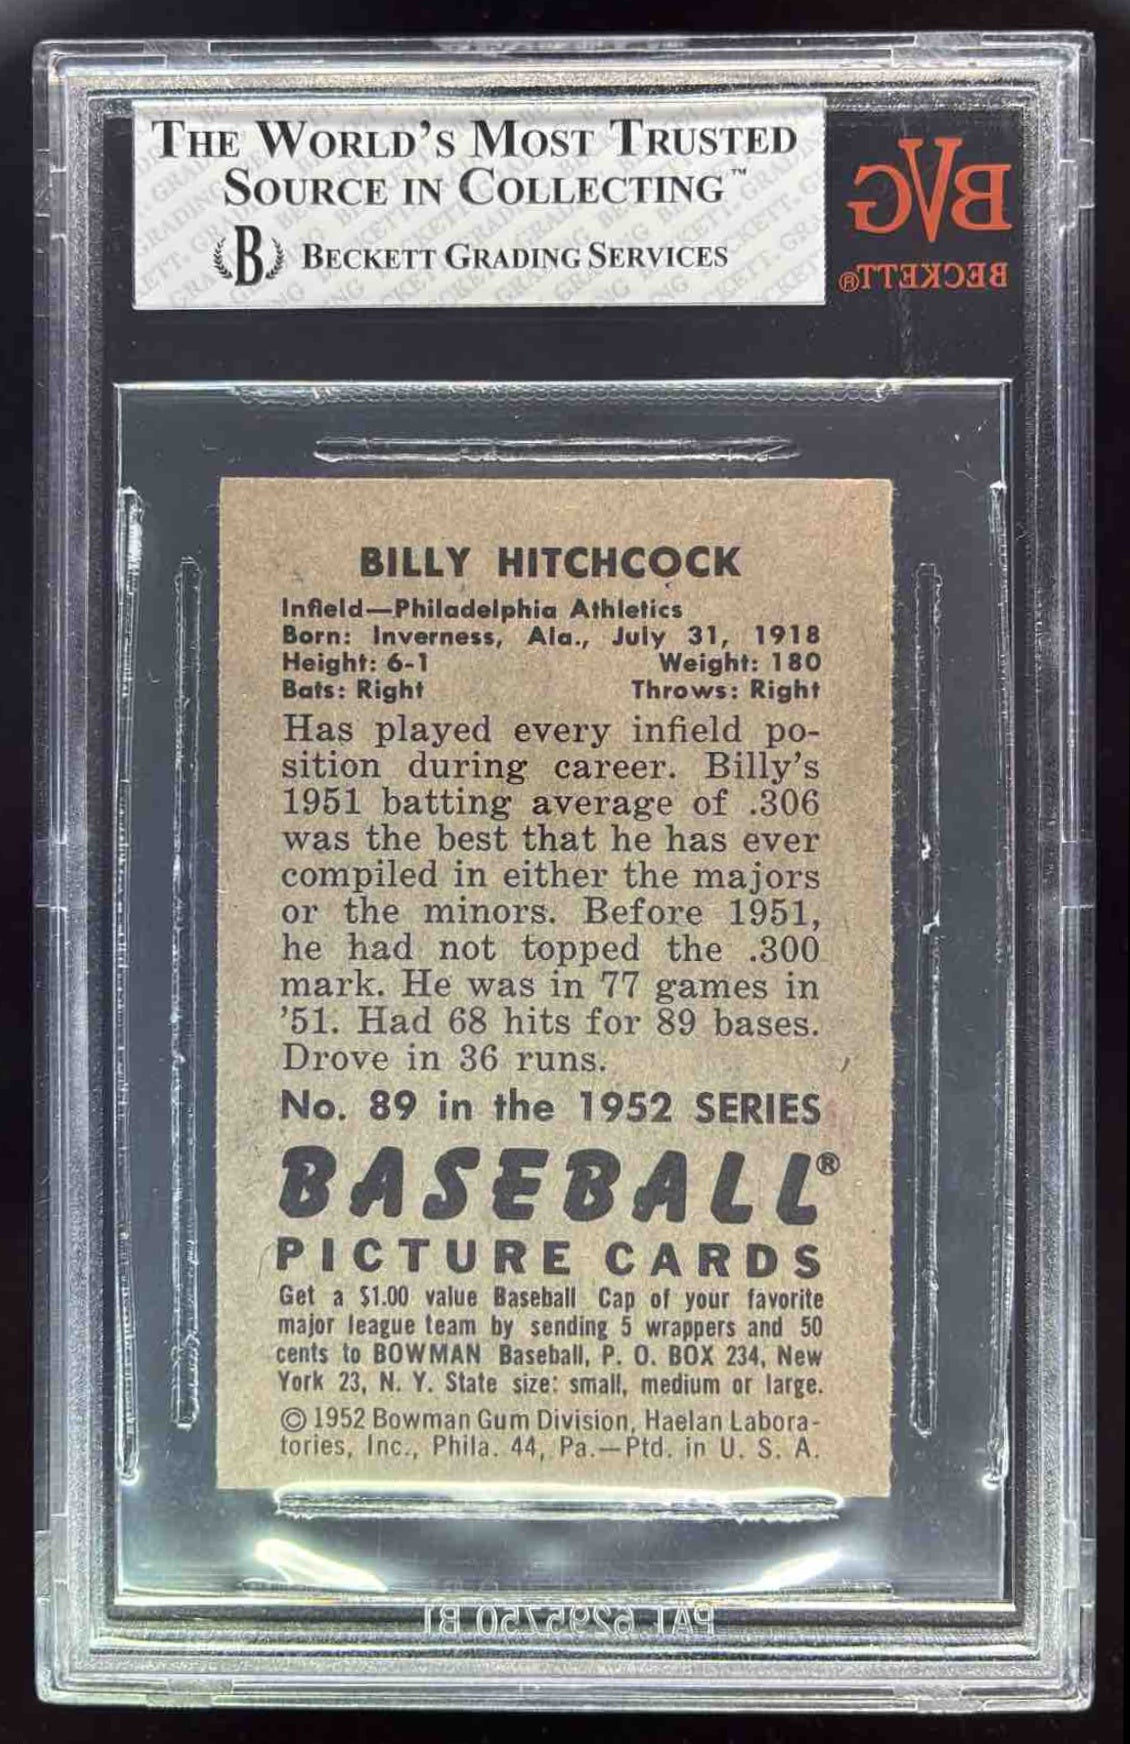 THE WORLD'S MOST TRUSTED
SOURCE IN COLLECTING™
B BECKETT GRADING SERVICES
BVG
BECKETT®
BILLY HITCHCOCK
Infield—Philadelphia Athletics
Born: Inverness, Ala., July 31, 1918
Height: 6-1 Weight: 180
Bats: Right Throws: Right
Has played every infield po-
sition during career. Billy's
1951 batting average of .306
was the best that he has ever
compiled in either the majors
or the minors. Before 1951,
he had not topped the .300
mark. He was in 77 games in
'51. Had 68 hits for 89 bases.
Drove in 36 runs.
No. 89 in the 1952 SERIES
BASEBALL®
PICTURE CARDS
Get a $1.00 value Baseball Cap of your favorite
major league team by sending 5 wrappers and 50
cents to BOWMAN Baseball, P. O. BOX 234, New
York 23, N. Y. State size: small, medium or large.
© 1952 Bowman Gum Division, Haelan Labora-
tories, Inc., Phila. 44, Pa.—Ptd. in U. S. A.
PAT 6295750 B1